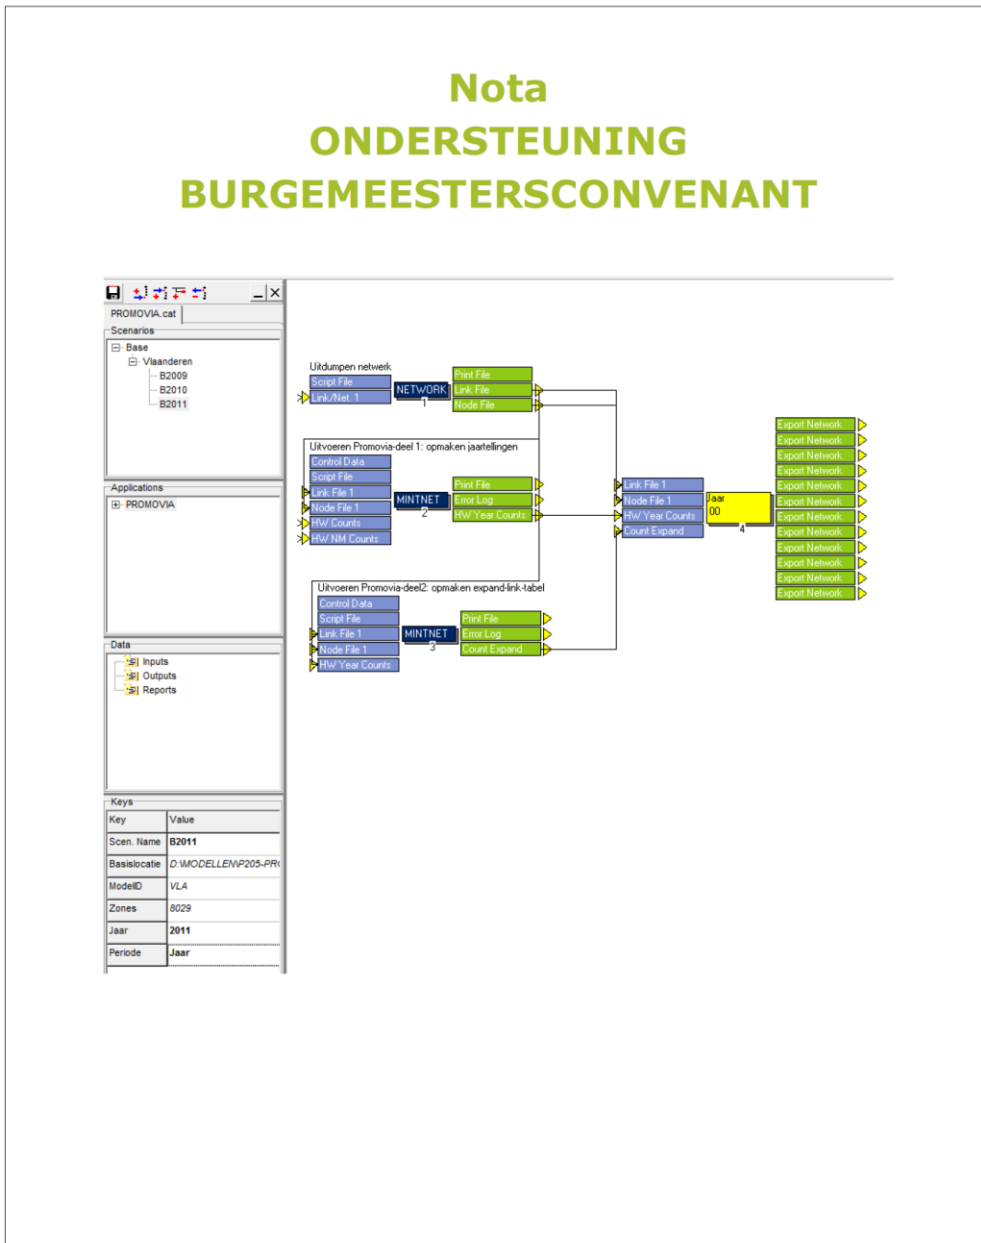 Nota
ONDERSTEUNING
BURGEMEESTERSCONVENANT
PROMOVIA.cat
Scenarios
Base
Vlaanderen
B2009
B2010
B2011
Applications
PROMOVIA
Data
Inputs
Outputs
Reports
Keys
Key Value
Scen. Name B2011
Basislocatie D:\MODELLEN\P205-PR
ModelID VLA
Zones 8029
Jaar 2011
Periode Jaar
Uitdumpen netwerk
Script File
Link/Net. 1
NETWORK
1
Print File
Link File
Node File
Uitvoeren Promovia-deel 1: opmaken jaartellingen
Control Data
Script File
Link File 1
Node File 1
HW Counts
HW NM Counts
MINTNET
2
Print File
Error Log
HW Year Counts
Uitvoeren Promovia-deel2: opmaken expand-link-tabel
Control Data
Script File
Link File 1
Node File 1
HW Year Counts
MINTNET
3
Print File
Error Log
Count Expand
Link File 1
Node File 1
HW Year Counts
Count Expand
Jaar
00
4
Export Network
Export Network
Export Network
Export Network
Export Network
Export Network
Export Network
Export Network
Export Network
Export Network
Export Network
Export Network